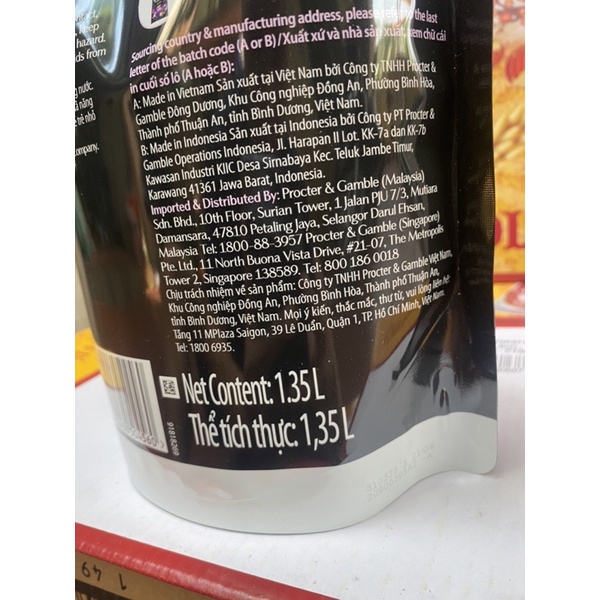 Sourcing country & manufacturing address, please refer to the last
letter of the batch code (A or B) / Xuất xứ và nhà sản xuất, xem chữ cái
in cuối số lô (A hoặc B):
A: Made in Vietnam Sản xuất tại Việt Nam bởi Công ty TNHH Procter &
Gamble Đông Dương, Khu Công nghiệp Đồng An, Phường Bình Hòa,
Thành phố Thuận An, tỉnh Bình Dương, Việt Nam.
B: Made in Indonesia Sản xuất tại Indonesia bởi Công ty PT Procter &
Gamble Operations Indonesia, Jl. Harapan II Lot. KK-7a dan KK-7b
Kawasan Industri KIIC Desa Sirnabaya Kec. Teluk Jambe Timur,
Karawang 41361 Jawa Barat, Indonesia.
Imported & Distributed By: Procter & Gamble (Malaysia)
Sdn. Bhd., 10th Floor, Surian Tower, 1 Jalan PJU 7/3, Mutiara
Damansara, 47810 Petaling Jaya, Selangor Darul Ehsan,
Malaysia Tel: 1800-88-3957 Procter & Gamble (Singapore)
Pte. Ltd., 11 North Buona Vista Drive, #21-07, The Metropolis
Tower 2, Singapore 138589. Tel: 800 186 0018
Chịu trách nhiệm về sản phẩm: Công ty TNHH Procter & Gamble Việt Nam,
Khu Công nghiệp Đồng An, Phường Bình Hòa, Thành phố Thuận An,
tỉnh Bình Dương, Việt Nam. Mọi ý kiến, thắc mắc, thư từ, vui lòng liên hệ:
Tầng 11 MPlaza Saigon, 39 Lê Duẩn, Quận 1, TP. Hồ Chí Minh, Việt Nam.
Tel: 1800 6935.
Net Content: 1.35 L
Thể tích thực: 1,35 L
91818269
hazard.
ds from
company.
1 49